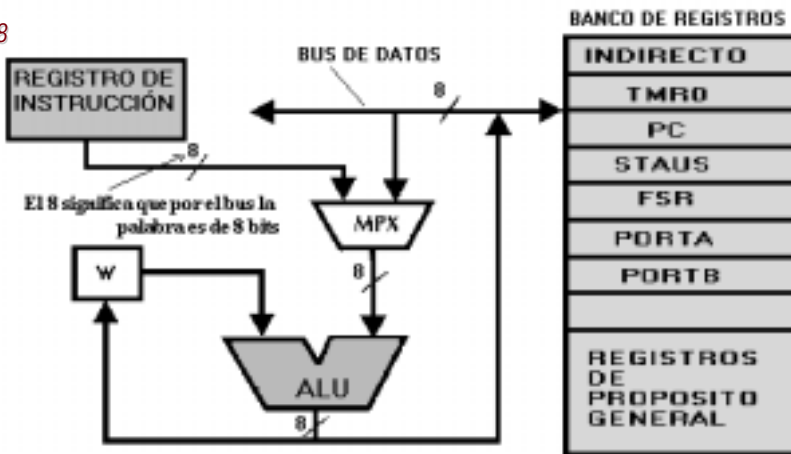 8
BANCO DE REGISTROS
BUS DE DATOS
REGISTRO DE
INSTRUCCIÓN
8
8
El 8 significa que por el bus la
palabra es de 8 bits
MPX
8
W
ALU
8
INDIRECTO
TMR0
PC
STAUS
FSR
PORTA
PORTB
REGISTROS
DE
PROPOSITO
GENERAL